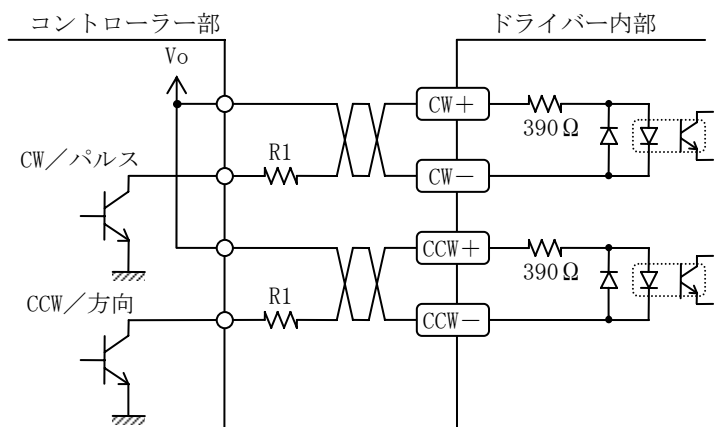 コントローラー部
ドライバー内部
Vo
CW＋
390Ω
CW／パルス
R1
CW－
CCW＋
390Ω
CCW／方向
R1
CCW－